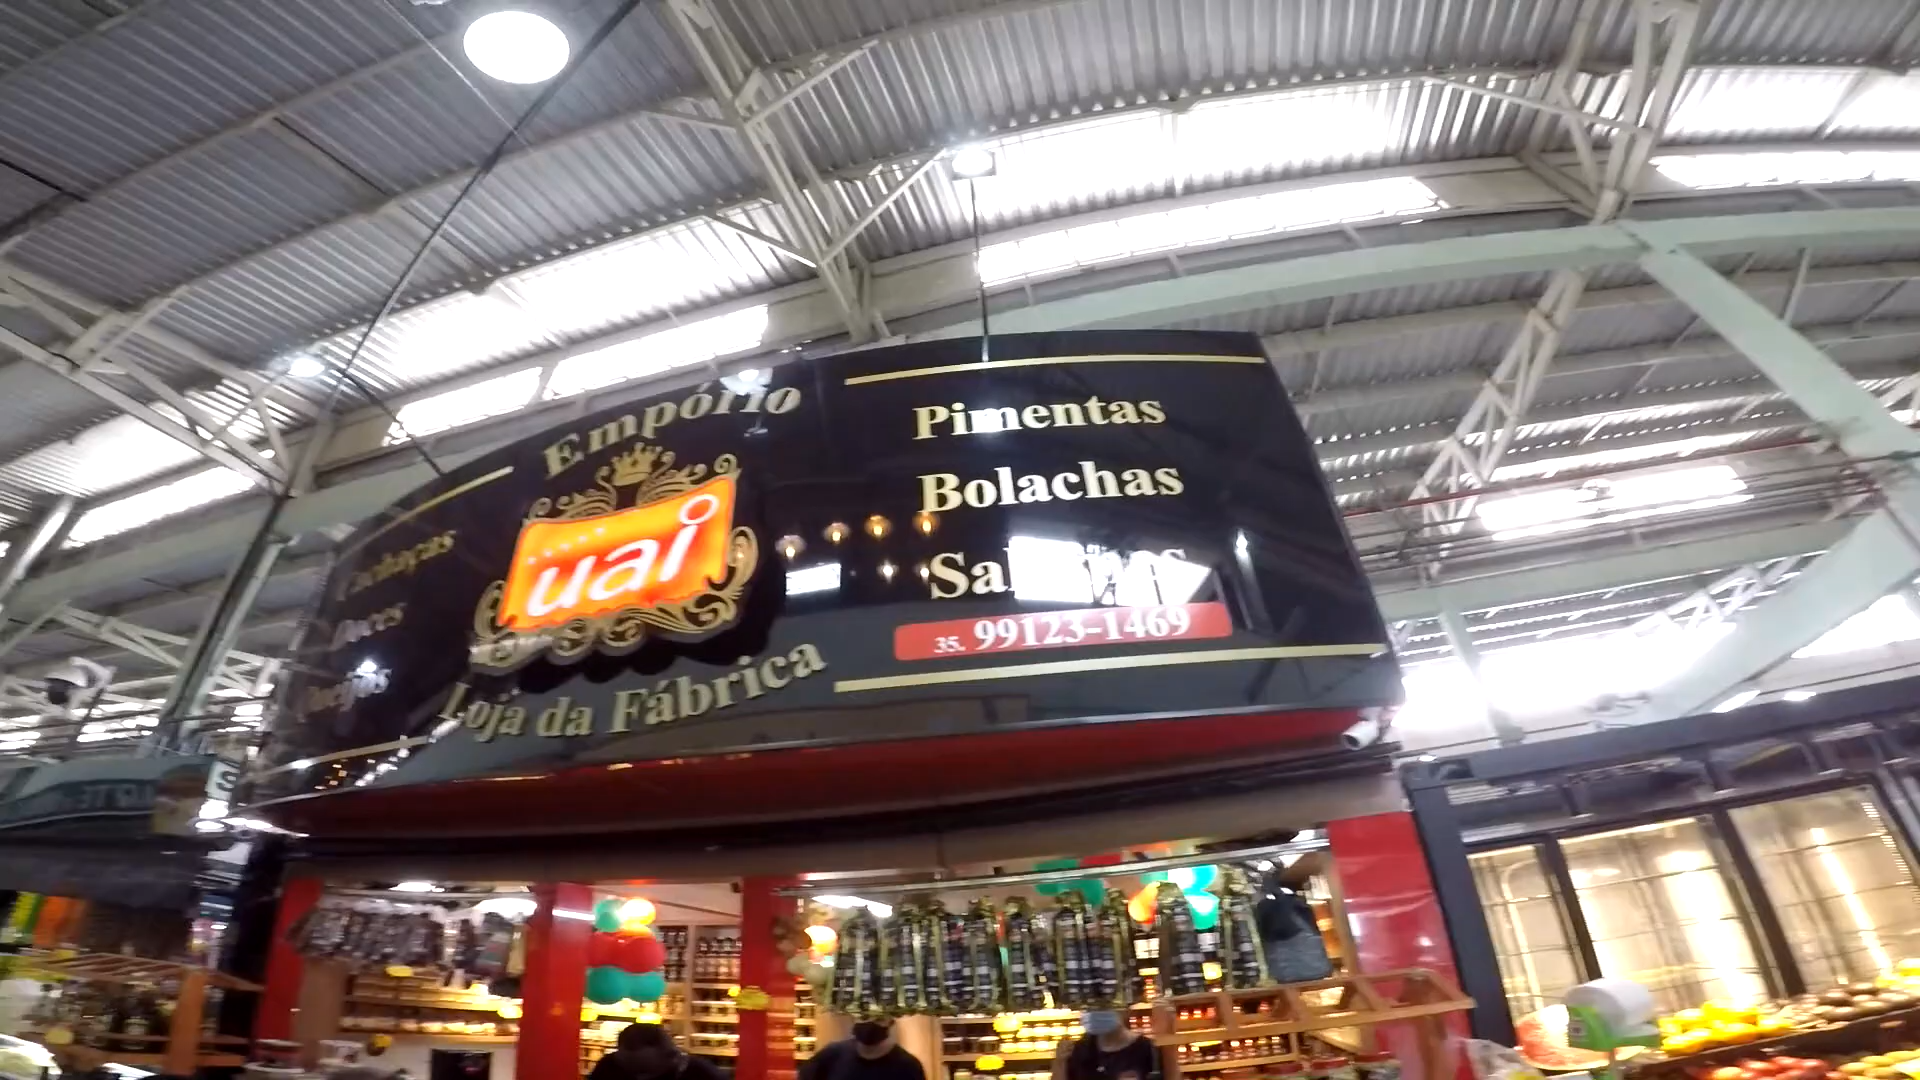 Cachaças
Doces
Queijos
Empório
uai
Loja da Fábrica
Pimentas
Bolachas
35. 99123-1469